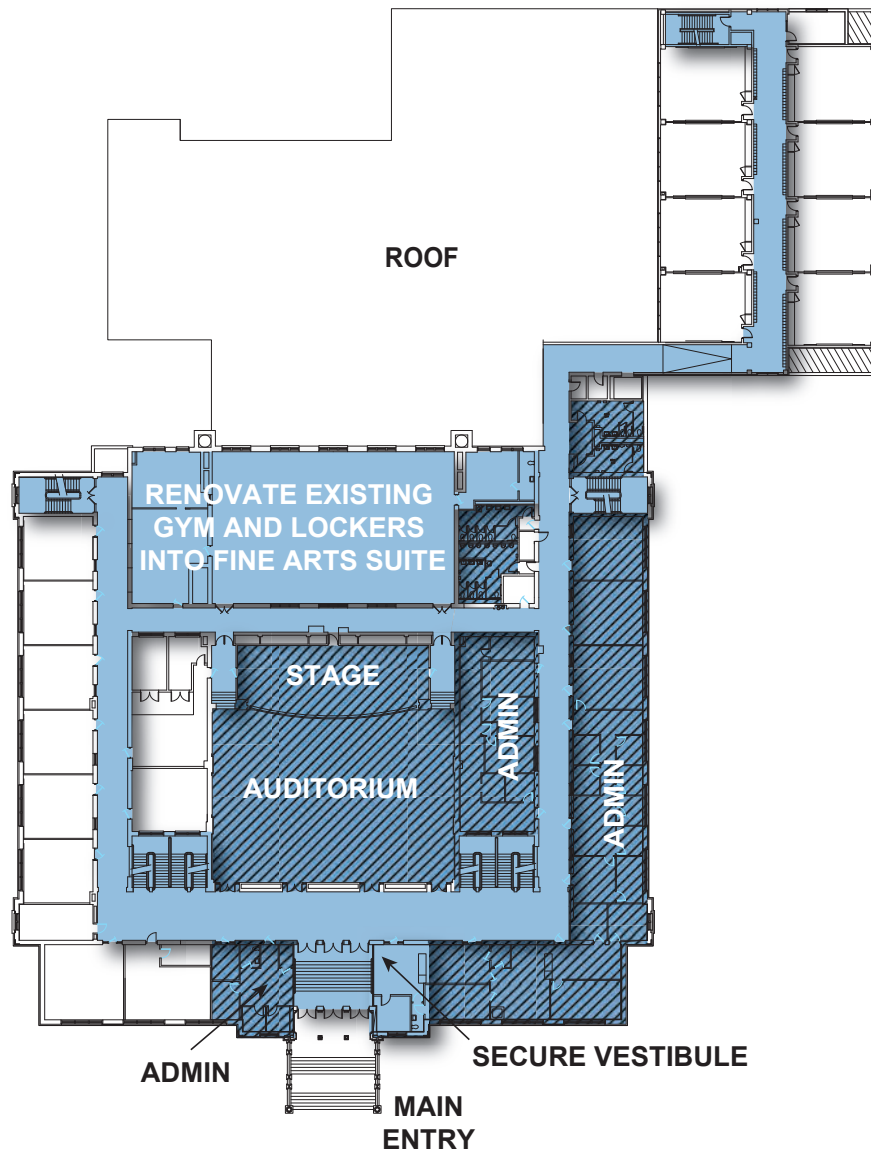 ROOF
RENOVATE EXISTING
GYM AND LOCKERS
INTO FINE ARTS SUITE
STAGE
ADMIN
AUDITORIUM
ADMIN
ADMIN
SECURE VESTIBULE
MAIN
ENTRY